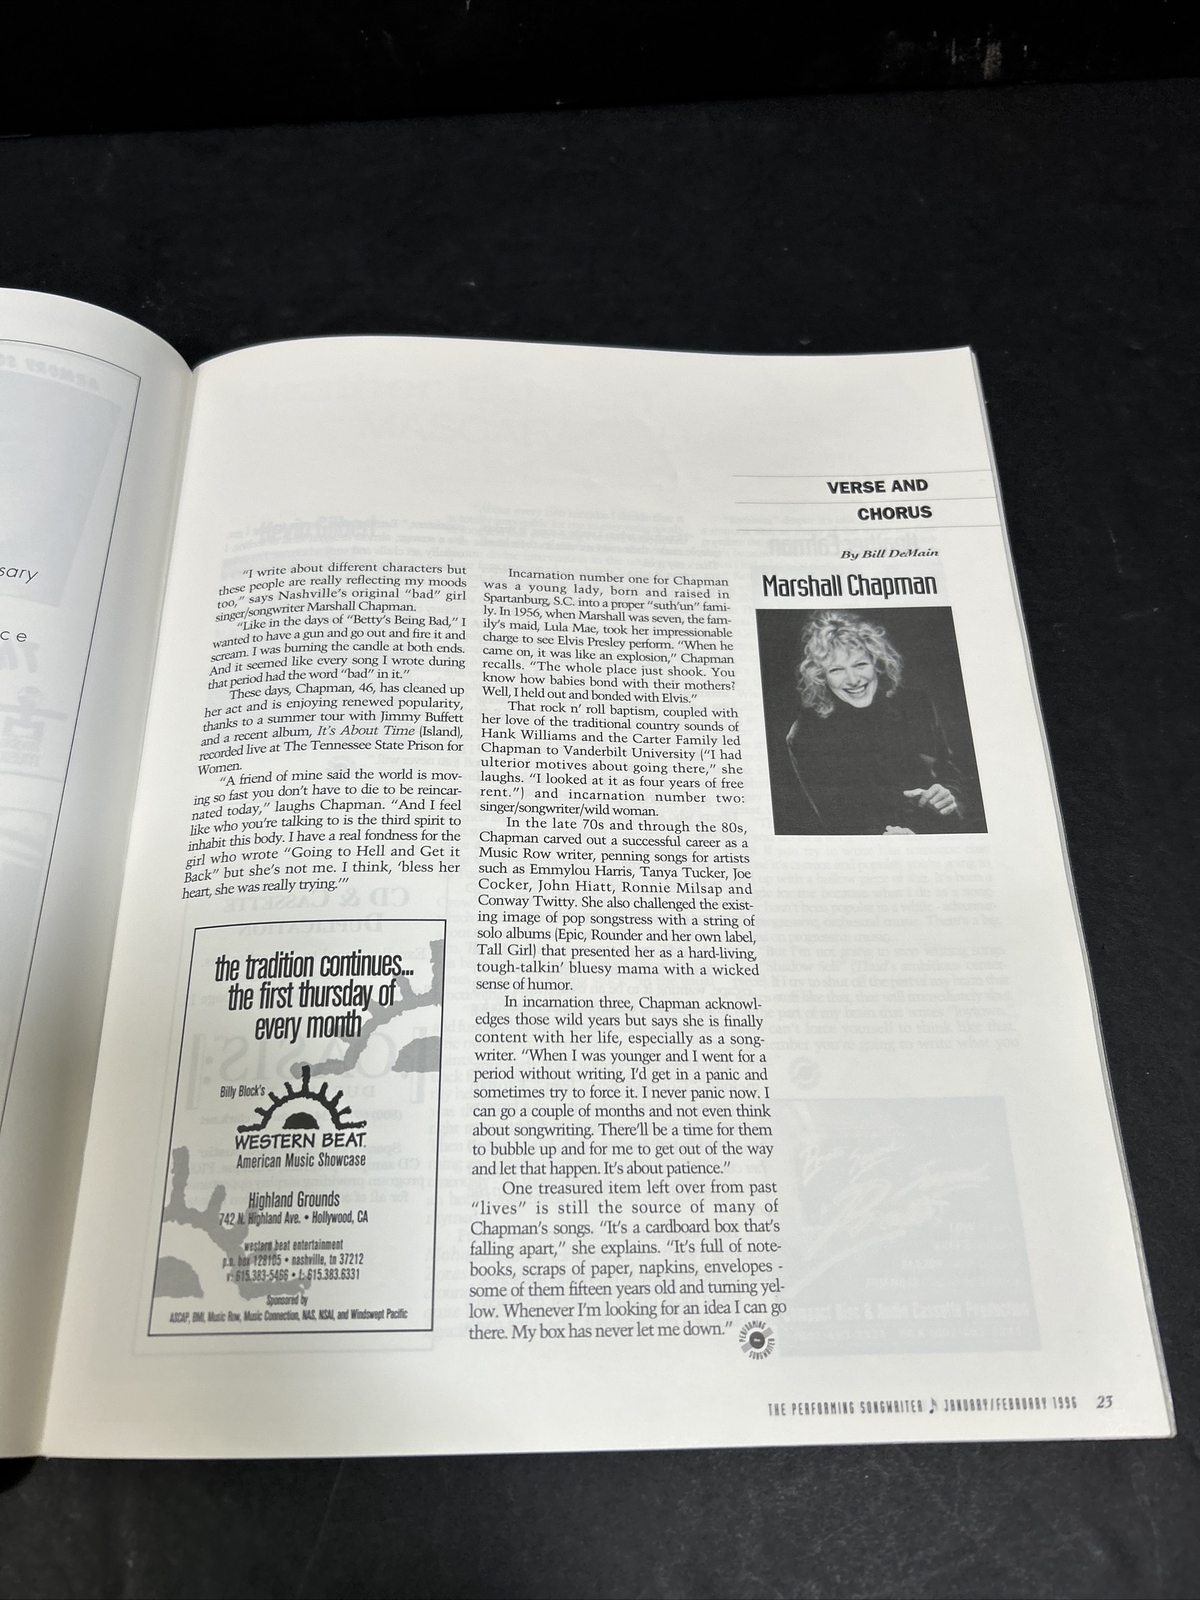 sary
ce
VERSE AND
CHORUS
By Bill DeMain
Marshall Chapman
"I write about different characters but
these people are really reflecting my moods
too," says Nashville's original "bad" girl
singer/songwriter Marshall Chapman.
"Like in the days of "Betty's Being Bad," I
wanted to have a gun and go out and fire it and
scream. I was burning the candle at both ends.
And it seemed like every song I wrote during
that period had the word "bad" in it."
These days, Chapman, 46, has cleaned up
her act and is enjoying renewed popularity,
thanks to a summer tour with Jimmy Buffett
and a recent album, It's About Time (Island),
recorded live at The Tennessee State Prison for
Women.
"A friend of mine said the world is mov-
ing so fast you don't have to die to be reincar-
nated today," laughs Chapman. "And I feel
like who you're talking to is the third spirit to
inhabit this body. I have a real fondness for the
girl who wrote "Going to Hell and Get it
Back" but she's not me. I think, 'bless her
heart, she was really trying.'"
the tradition continues...
the first thursday of
every month
Billy Block's
WESTERN BEAT
American Music Showcase
Highland Grounds
742 N. Highland Ave. • Hollywood, CA
western beat entertainment
p.o. box 128105 • nashville, tn 37212
v: 615.383-5466 • f: 615.383.6331
Sponsored by
ASCAP, BMI, Music Row, Music Connection, NAS, NSAI, and Windswept Pacific
Incarnation number one for Chapman
was a young lady, born and raised in
Spartanburg, S.C. into a proper "suth'un" fami-
ly. In 1956, when Marshall was seven, the fam-
ily's maid, Lula Mae, took her impressionable
charge to see Elvis Presley perform. "When he
came on, it was like an explosion," Chapman
recalls. "The whole place just shook. You
know how babies bond with their mothers?
Well, I held out and bonded with Elvis."
That rock n' roll baptism, coupled with
her love of the traditional country sounds of
Hank Williams and the Carter Family led
Chapman to Vanderbilt University ("I had
ulterior motives about going there," she
laughs. "I looked at it as four years of free
rent.") and incarnation number two:
singer/songwriter/wild woman.
In the late 70s and through the 80s,
Chapman carved out a successful career as a
Music Row writer, penning songs for artists
such as Emmylou Harris, Tanya Tucker, Joe
Cocker, John Hiatt, Ronnie Milsap and
Conway Twitty. She also challenged the exist-
ing image of pop songstress with a string of
solo albums (Epic, Rounder and her own label,
Tall Girl) that presented her as a hard-living,
tough-talkin' bluesy mama with a wicked
sense of humor.
In incarnation three, Chapman acknowl-
edges those wild years but says she is finally
content with her life, especially as a song-
writer. "When I was younger and I went for a
period without writing, I'd get in a panic and
sometimes try to force it. I never panic now. I
can go a couple of months and not even think
about songwriting. There'll be a time for them
to bubble up and for me to get out of the way
and let that happen. It's about patience."
One treasured item left over from past
"lives" is still the source of many of
Chapman's songs. "It's a cardboard box that's
falling apart," she explains. "It's full of note-
books, scraps of paper, napkins, envelopes -
some of them fifteen years old and turning yel-
low. Whenever I'm looking for an idea I can go
there. My box has never let me down."
PERFORMING SONGWRITER
THE PERFORMING SONGWRITER JANUARY/FEBRUARY 1996 23